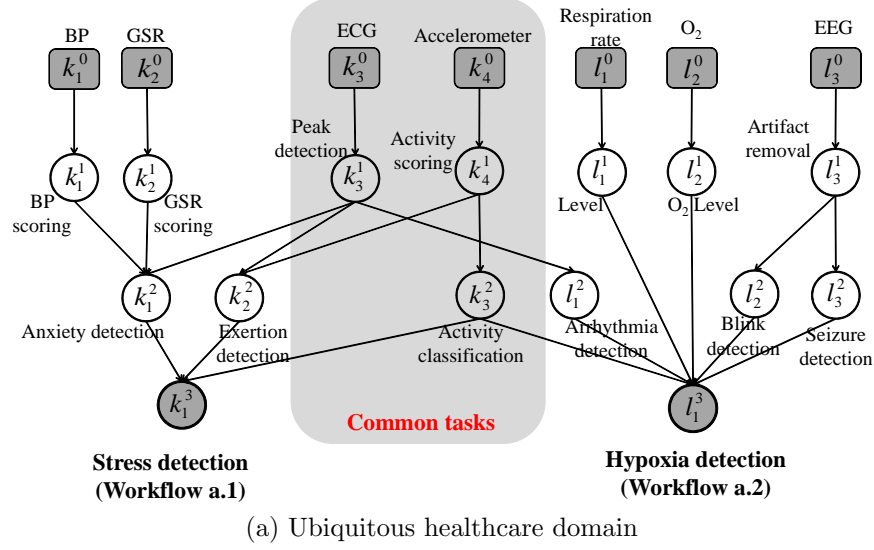 BP GSR ECG Accelerometer Respiration rate O₂ EEG
k₁⁰ k₂⁰ k₃⁰ k₄⁰ l₁⁰ l₂⁰ l₃⁰
Peak detection
Activity scoring
Artifact removal
k₁¹ k₂¹ k₃¹ k₄¹ l₁¹ l₂¹ l₃¹
BP scoring
GSR scoring
Level
O₂ Level
k₁² k₂² k₃² l₁² l₂² l₃²
Anxiety detection
Exertion detection
Activity classification
Arrhythmia detection
Blink detection
Seizure detection
k₁³ l₁³
Common tasks
Stress detection
(Workflow a.1)
Hypoxia detection
(Workflow a.2)
(a) Ubiquitous healthcare domain